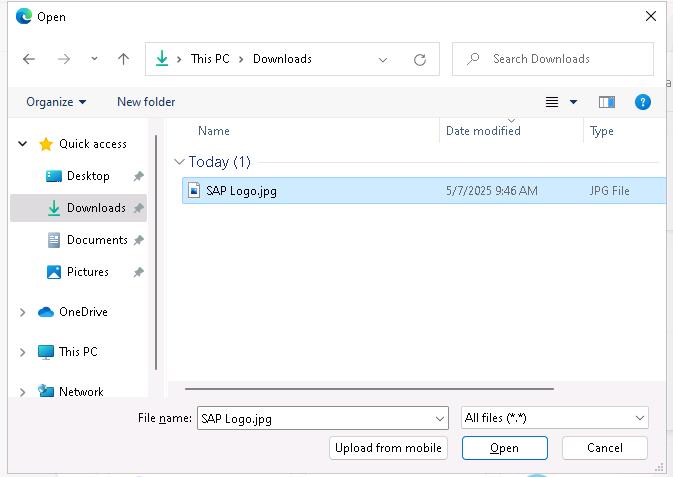 Open
This PC > Downloads
Search Downloads
Organize
New folder
Name
Date modified
Type
Quick access
Desktop
Downloads
Documents
Pictures
OneDrive
This PC
Network
Today (1)
SAP Logo.jpg 5/7/2025 9:46 AM JPG File
File name: SAP Logo.jpg
All files (*.*)
Upload from mobile
Open
Cancel